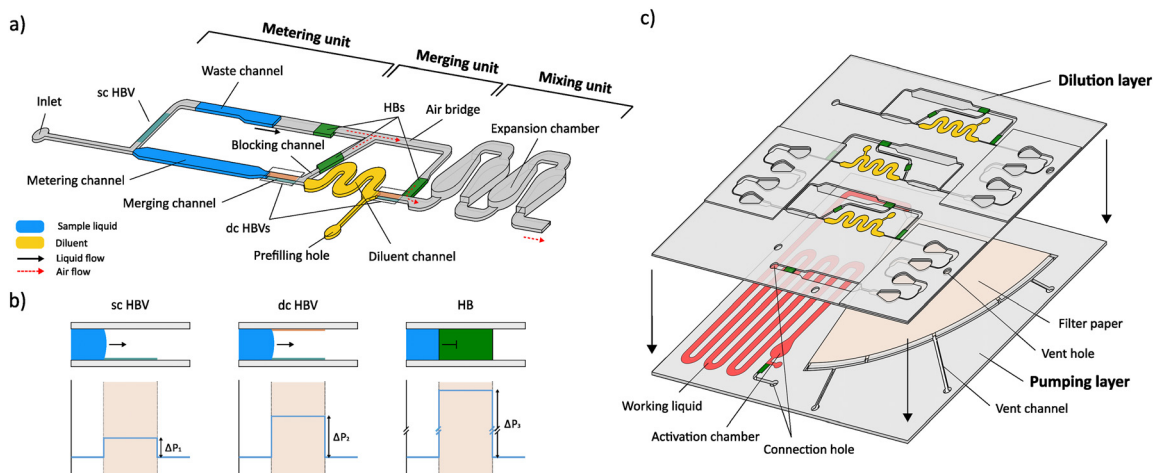 a)
Metering unit
Merging unit
Mixing unit
Waste channel
sc HBV
HBs
Air bridge
Inlet
Expansion chamber
Blocking channel
Metering channel
Merging channel
dc HBVs
Prefilling hole
Diluent channel
Sample liquid
Diluent
Liquid flow
Air flow
b)
sc HBV
dc HBV
HB
ΔP₁
ΔP₂
ΔP₃
c)
Dilution layer
Filter paper
Vent hole
Pumping layer
Vent channel
Working liquid
Activation chamber
Connection hole